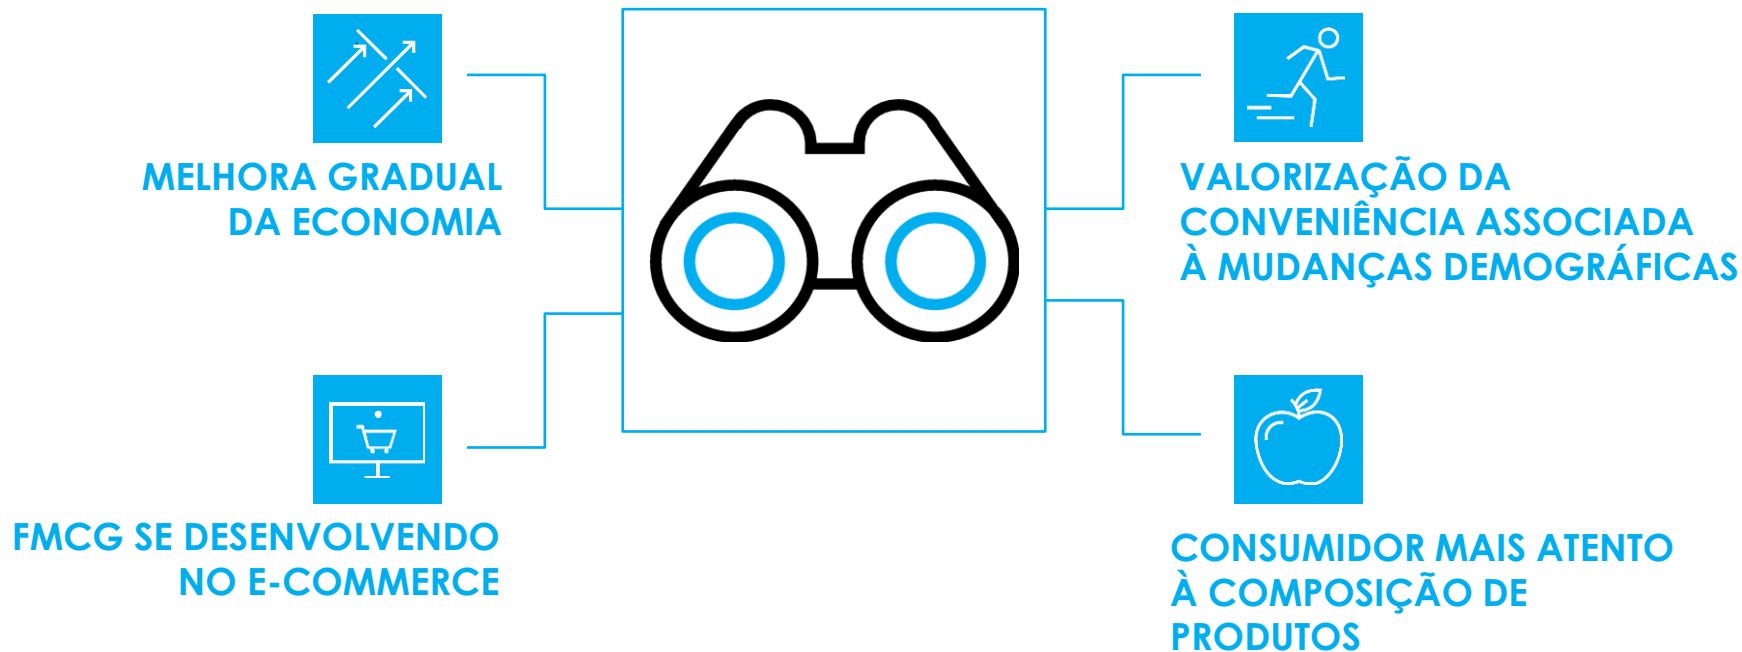 MELHORA GRADUAL
DA ECONOMIA
VALORIZAÇÃO DA
CONVENIÊNCIA ASSOCIADA
À MUDANÇAS DEMOGRÁFICAS
FMCG SE DESENVOLVENDO
NO E-COMMERCE
CONSUMIDOR MAIS ATENTO
À COMPOSIÇÃO DE
PRODUTOS